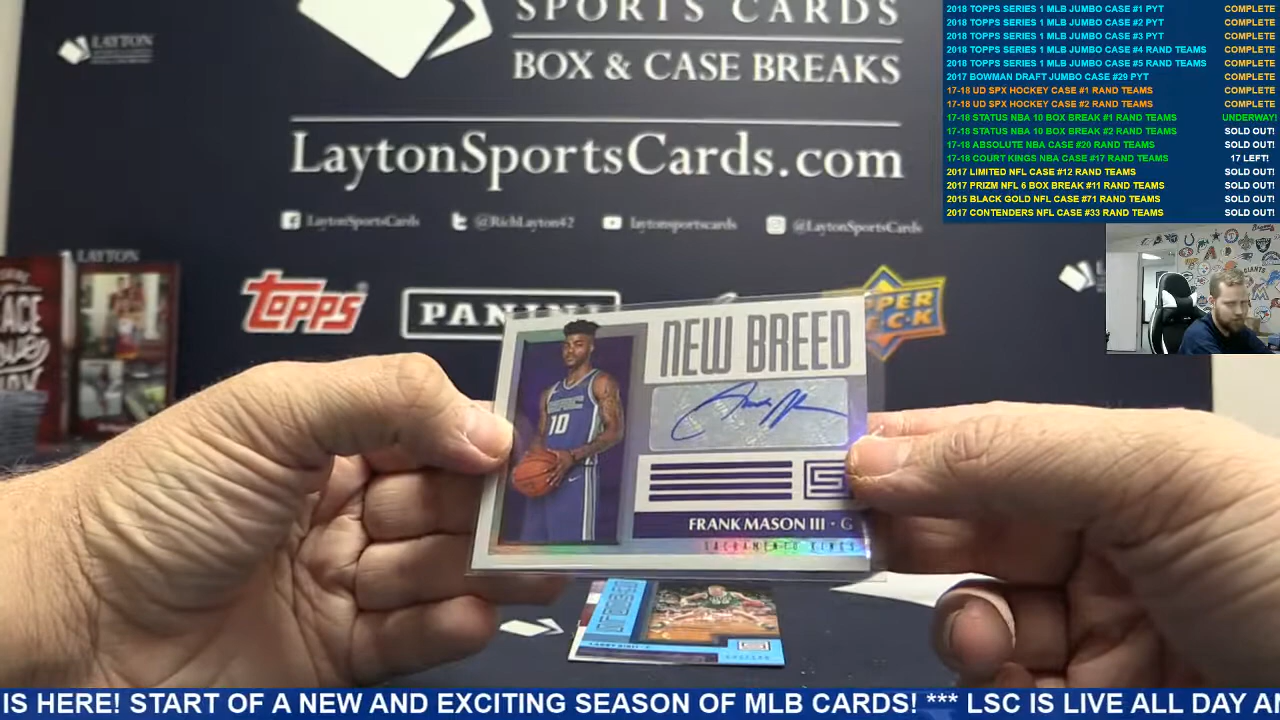 SPORTS CARDS
BOX & CASE BREAKS
LaytonSportsCards.com
LaytonSportsCards
@RichLayton42
laytonsportscards
@LaytonSportsCards
LAYTON
LAYTON
TOPPS
PANINI
UPPER
DECK
ACE
2018 TOPPS SERIES 1 MLB JUMBO CASE #1 PYT COMPLETE
2018 TOPPS SERIES 1 MLB JUMBO CASE #2 PYT COMPLETE
2018 TOPPS SERIES 1 MLB JUMBO CASE #3 PYT COMPLETE
2018 TOPPS SERIES 1 MLB JUMBO CASE #4 RAND TEAMS COMPLETE
2018 TOPPS SERIES 1 MLB JUMBO CASE #5 RAND TEAMS COMPLETE
2017 BOWMAN DRAFT JUMBO CASE #29 PYT COMPLETE
17-18 UD SPX HOCKEY CASE #1 RAND TEAMS COMPLETE
17-18 UD SPX HOCKEY CASE #2 RAND TEAMS COMPLETE
17-18 STATUS NBA 10 BOX BREAK #1 RAND TEAMS UNDERWAY!
17-18 STATUS NBA 10 BOX BREAK #2 RAND TEAMS SOLD OUT!
17-18 ABSOLUTE NBA CASE #20 RAND TEAMS SOLD OUT!
17-18 COURT KINGS NBA CASE #17 RAND TEAMS 17 LEFT!
2017 LIMITED NFL CASE #12 RAND TEAMS SOLD OUT!
2017 PRIZM NFL 6 BOX BREAK #11 RAND TEAMS SOLD OUT!
2015 BLACK GOLD NFL CASE #71 RAND TEAMS SOLD OUT!
2017 CONTENDERS NFL CASE #33 RAND TEAMS SOLD OUT!
NEW BREED
10
FRANK MASON III · G
SACRAMENTO KINGS
IS HERE! START OF A NEW AND EXCITING SEASON OF MLB CARDS! *** LSC IS LIVE ALL DAY